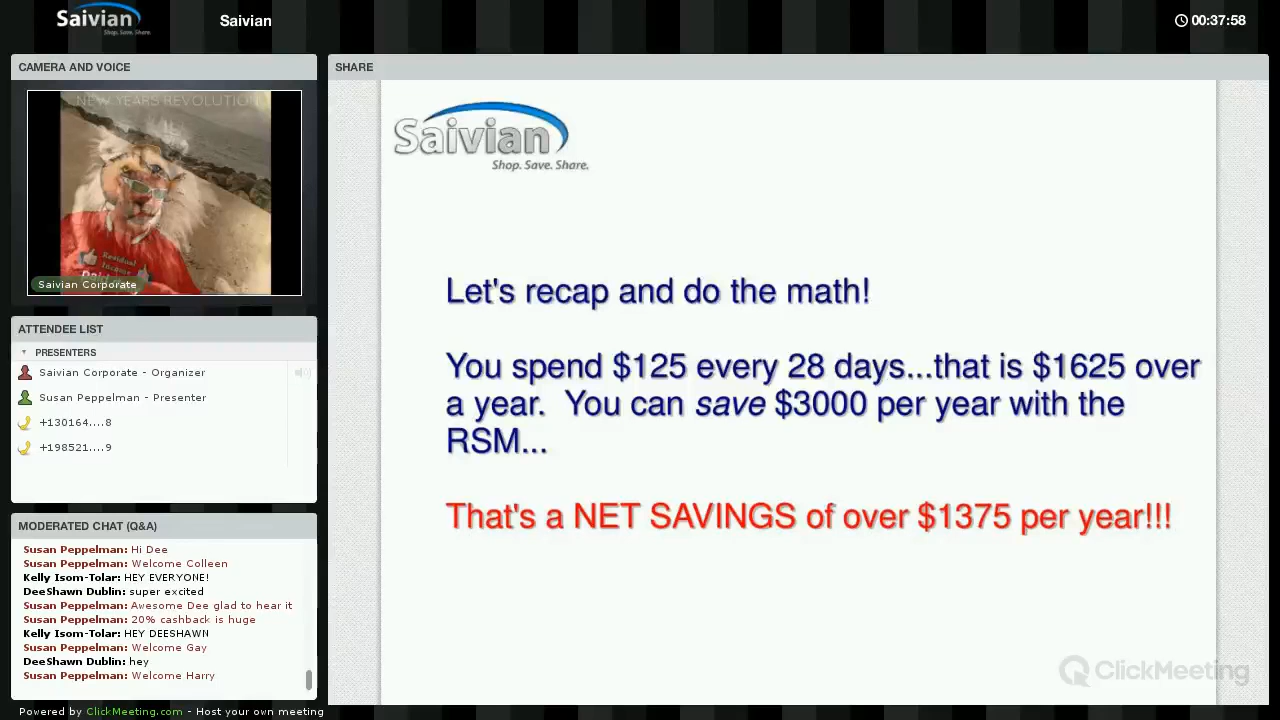 Saivian
Shop. Save. Share.
Saivian
00:37:58
CAMERA AND VOICE
NEW YEARS REVOLUTION
Residual
Income
Saivian Corporate
ATTENDEE LIST
PRESENTERS
Saivian Corporate - Organizer
Susan Peppelman - Presenter
+130164....8
+198521....9
MODERATED CHAT (Q&A)
Susan Peppelman: Hi Dee
Susan Peppelman: Welcome Colleen
Kelly Isom-Tolar: HEY EVERYONE!
DeeShawn Dublin: super excited
Susan Peppelman: Awesome Dee glad to hear it
Susan Peppelman: 20% cashback is huge
Kelly Isom-Tolar: HEY DEESHAWN
Susan Peppelman: Welcome Gay
DeeShawn Dublin: hey
Susan Peppelman: Welcome Harry
Powered by ClickMeeting.com - Host your own meeting
SHARE
Saivian
Shop. Save. Share.
Let's recap and do the math!
You spend $125 every 28 days...that is $1625 over
a year. You can save $3000 per year with the
RSM...
That's a NET SAVINGS of over $1375 per year!!!
ClickMeeting